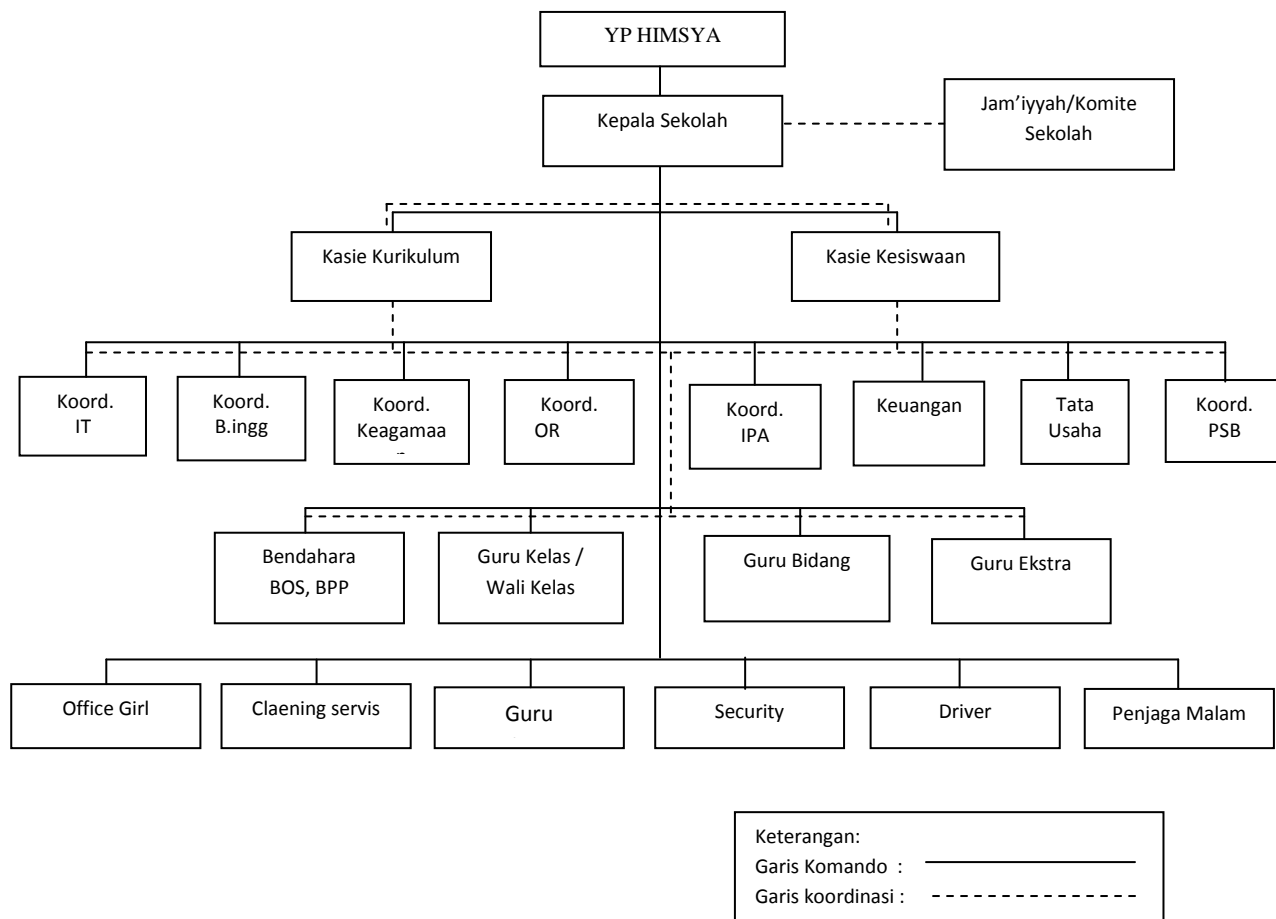 YP HIMSYA
Kepala Sekolah
Jam’iyyah/Komite
Sekolah
Kasie Kurikulum
Kasie Kesiswaan
Koord.
IT
Koord.
B.ingg
Koord.
Keagamaa
Koord.
OR
Koord.
IPA
Keuangan
Tata
Usaha
Koord.
PSB
Bendahara
BOS, BPP
Guru Kelas /
Wali Kelas
Guru Bidang
Guru Ekstra
Office Girl
Claening servis
Guru
Security
Driver
Penjaga Malam
Keterangan:
Garis Komando :
Garis koordinasi :